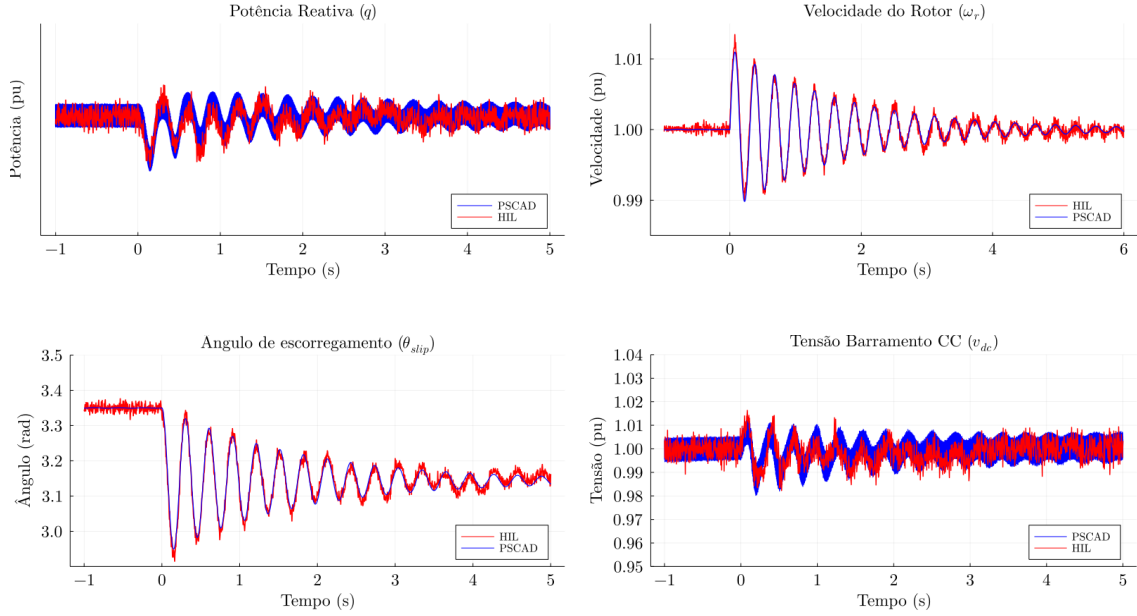 Potência Reativa (q)
Potência (pu)
PSCAD
HIL
−1 0 1 2 3 4 5
Tempo (s)
Velocidade do Rotor (ωr)
Velocidade (pu)
1.01
1.00
0.99
HIL
PSCAD
0 2 4 6
Tempo (s)
Angulo de escorregamento (θslip)
Ângulo (rad)
3.5
3.4
3.3
3.2
3.1
3.0
HIL
PSCAD
−1 0 1 2 3 4 5
Tempo (s)
Tensão Barramento CC (vdc)
Tensão (pu)
1.04
1.03
1.02
1.01
1.00
0.99
0.98
0.97
0.96
0.95
PSCAD
HIL
−1 0 1 2 3 4 5
Tempo (s)